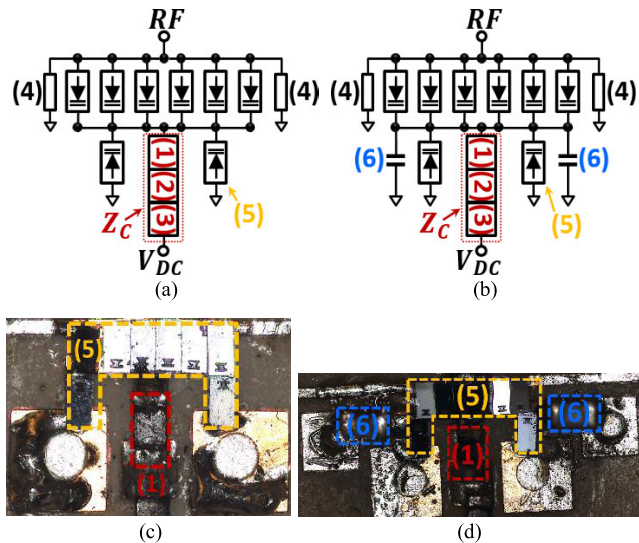 RF
(4) (4)
(1)
(2)
(3)
Z_C
(5)
V_DC
(a)
RF
(4) (4)
(6) (6)
(1)
(2)
(3)
Z_C
(5)
V_DC
(b)
(5)
(1)
(c)
(5)
(6) (6)
(1)
(d)